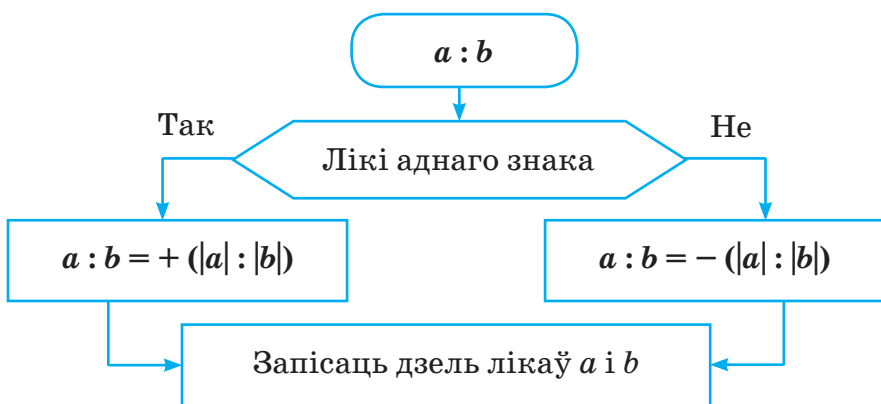 a : b
Так
Не
Лікі аднаго знака
a : b = + (|a| : |b|)
a : b = – (|a| : |b|)
Запісаць дзель лікаў a і b